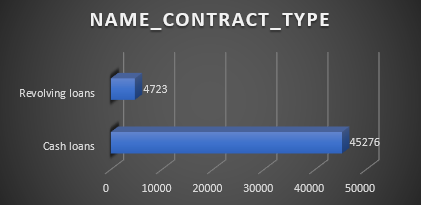 NAME_CONTRACT_TYPE
Revolving loans 4723
Cash loans 45276
0 10000 20000 30000 40000 50000